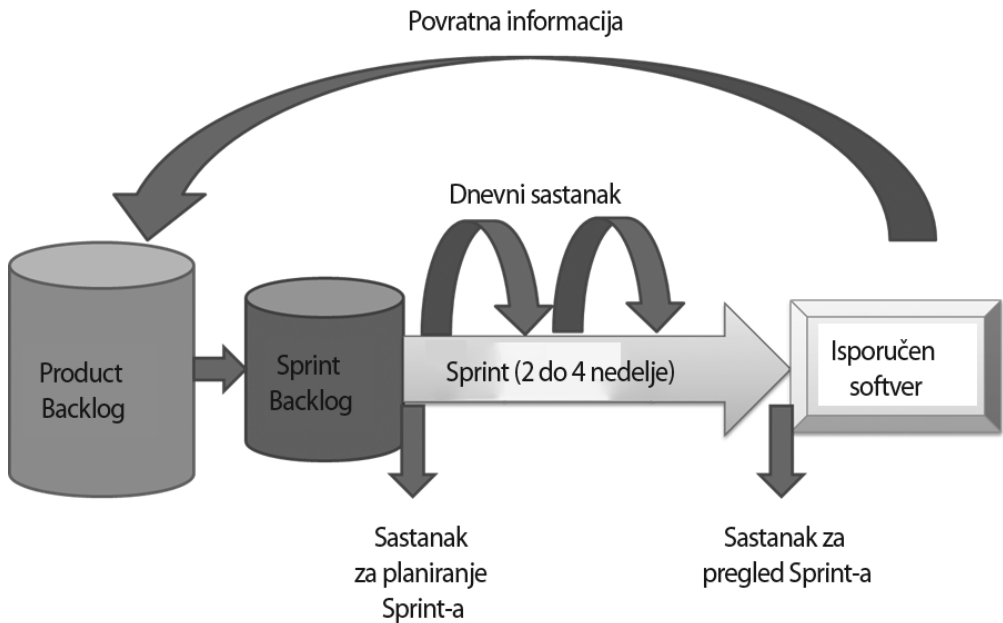 Povratna informacija
Dnevni sastanak
Product
Backlog
Sprint
Backlog
Sprint (2 do 4 nedelje)
Isporučen
softver
Sastanak
za planiranje
Sprint-a
Sastanak za
pregled Sprint-a